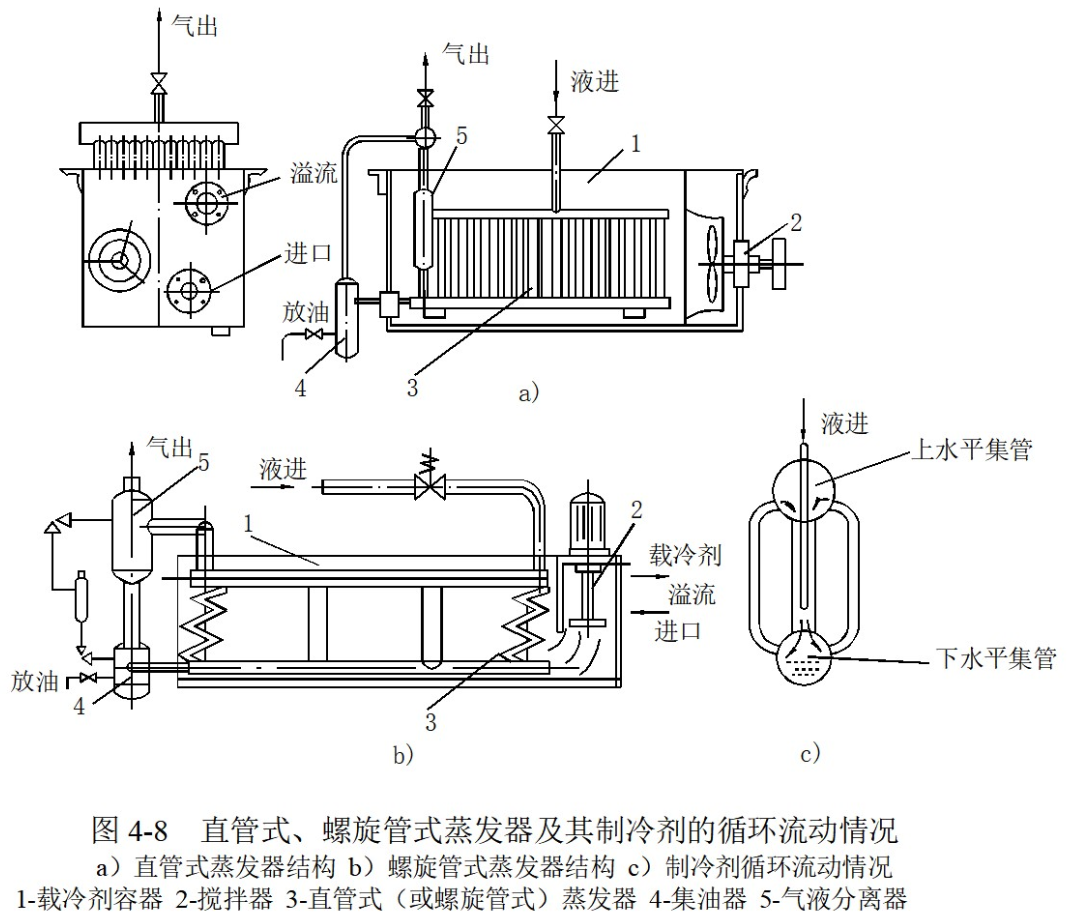 气出
气出
液进
5
1
溢流
2
进口
放油
4
3
a)
气出
5
液进
1
2
载冷剂
溢流
进口
放油
4
3
b)
液进
上水平集管
下水平集管
c)
图 4-8 直管式、螺旋管式蒸发器及其制冷剂的循环流动情况
a）直管式蒸发器结构 b）螺旋管式蒸发器结构 c）制冷剂循环流动情况
1-载冷剂容器 2-搅拌器 3-直管式（或螺旋管式）蒸发器 4-集油器 5-气液分离器